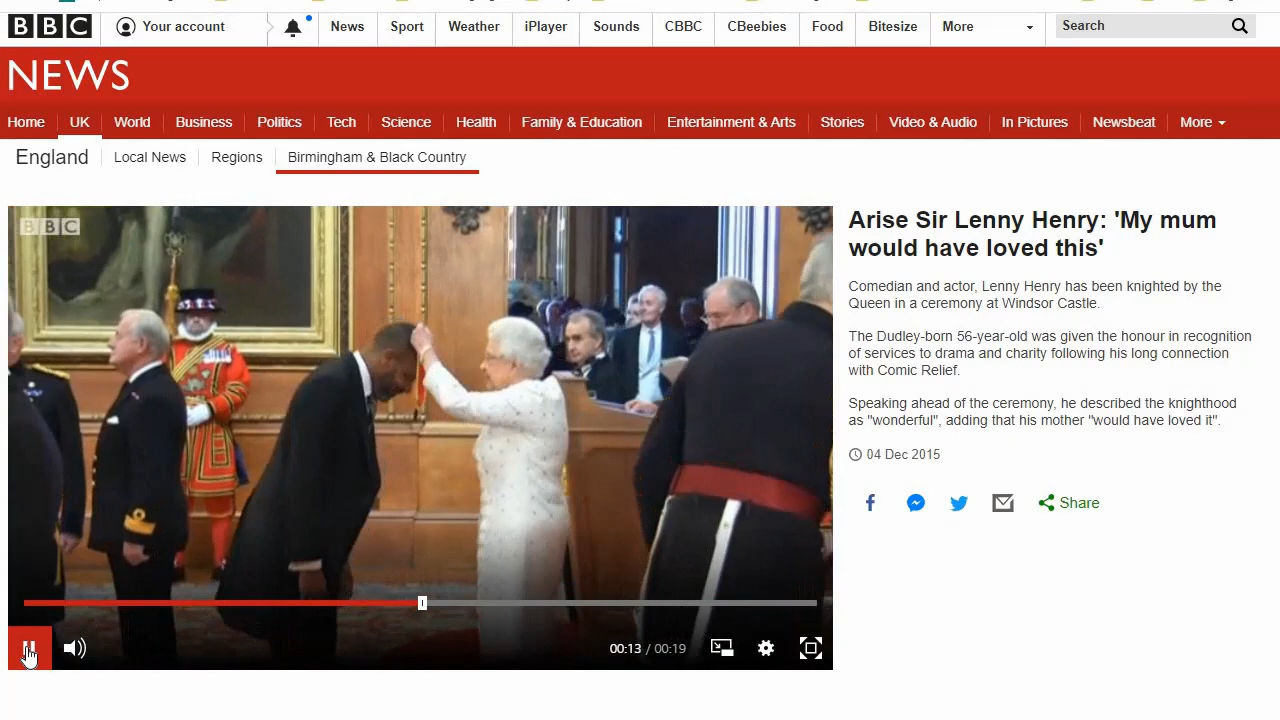 BBC Your account News Sport Weather iPlayer Sounds CBBC CBeebies Food Bitesize More Search
NEWS
Home UK World Business Politics Tech Science Health Family & Education Entertainment & Arts Stories Video & Audio In Pictures Newsbeat More
England Local News Regions Birmingham & Black Country
BBC
Arise Sir Lenny Henry: 'My mum
would have loved this'
Comedian and actor, Lenny Henry has been knighted by the
Queen in a ceremony at Windsor Castle.
The Dudley-born 56-year-old was given the honour in recognition
of services to drama and charity following his long connection
with Comic Relief.
Speaking ahead of the ceremony, he described the knighthood
as "wonderful", adding that his mother "would have loved it".
04 Dec 2015
Share
00:13 / 00:19